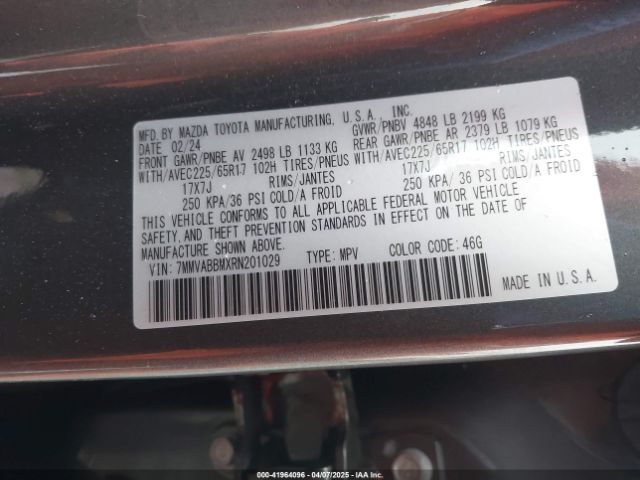 MFD. BY MAZDA TOYOTA MANUFACTURING, U.S.A. INC.
DATE 02/24 GVWR/PNBV 4848 LB 2199 KG
FRONT GAWR/PNBE AV 2498 LB 1133 KG REAR GAWR/PNBE AR 2379 LB 1079 KG
WITH/AVEC225/65R17 102H TIRES/PNEUS WITH/AVEC225/65R17 102H TIRES/PNEUS
17X7J RIMS/JANTES 17X7J RIMS/JANTES
250 KPA/36 PSI COLD/A FROID 250 KPA/36 PSI COLD/A FROID
THIS VEHICLE CONFORMS TO ALL APPLICABLE FEDERAL MOTOR VEHICLE
SAFETY, AND THEFT PREVENTION STANDARDS IN EFFECT ON THE DATE OF
MANUFACTURE SHOWN ABOVE.
VIN: 7MMVABBMXRN201029 TYPE: MPV COLOR CODE: 46G
MADE IN U.S.A.
000-41964096 - 04/07/2025 - IAAI.COM